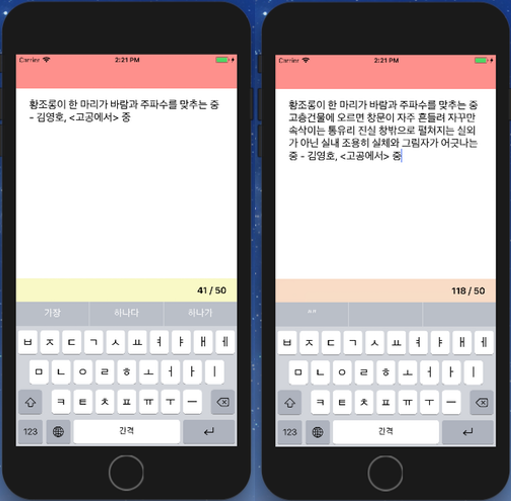 Carrier 2:21 PM
황조롱이 한 마리가 바람과 주파수를 맞추는 중
- 김영호, <고공에서> 중
41 / 50
가장 하나다 하나기
ㅂ ㅈ ㄷ ㄱ ㅅ ㅛ ㅕ ㅑ ㅐ ㅔ
ㅁ ㄴ ㅇ ㄹ ㅎ ㅗ ㅓ ㅏ ㅣ
ㅋ ㅌ ㅊ ㅍ ㅠ ㅜ ㅡ
123 간격
Carrier 2:21 PM
황조롱이 한 마리가 바람과 주파수를 맞추는 중
고층건물에 오르면 창문이 자주 흔들려 자꾸만
속삭이는 통유리 진실 창밖으로 펼쳐지는 실외
가 아닌 실내 조용히 실체와 그림자가 어긋나는
중 - 김영호, <고공에서> 중
118 / 50
^^
ㅂ ㅈ ㄷ ㄱ ㅅ ㅛ ㅕ ㅑ ㅐ ㅔ
ㅁ ㄴ ㅇ ㄹ ㅎ ㅗ ㅓ ㅏ ㅣ
ㅋ ㅌ ㅊ ㅍ ㅠ ㅜ ㅡ
123 간격